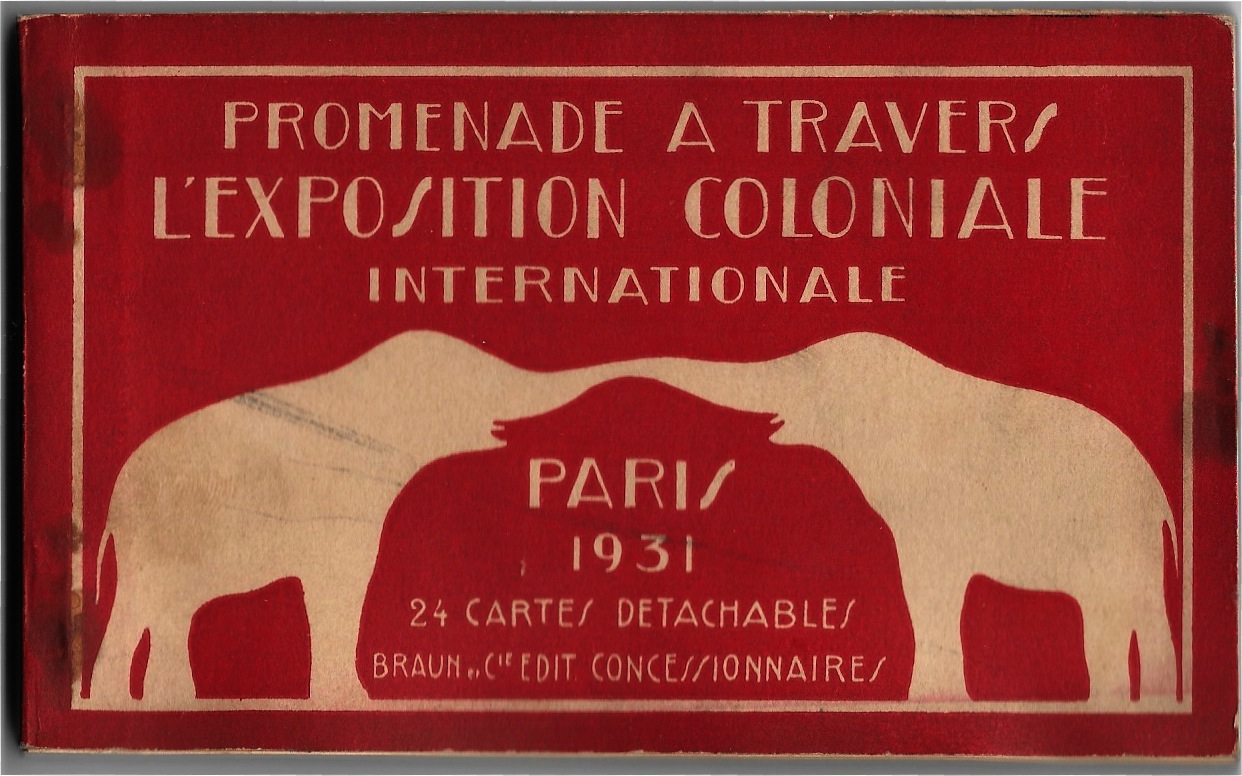 PROMENADE A TRAVERS
L'EXPOSITION COLONIALE
INTERNATIONALE
PARIS
1931
24 CARTES DETACHABLES
BRAUN et Cie EDIT. CONCESSIONNAIRES